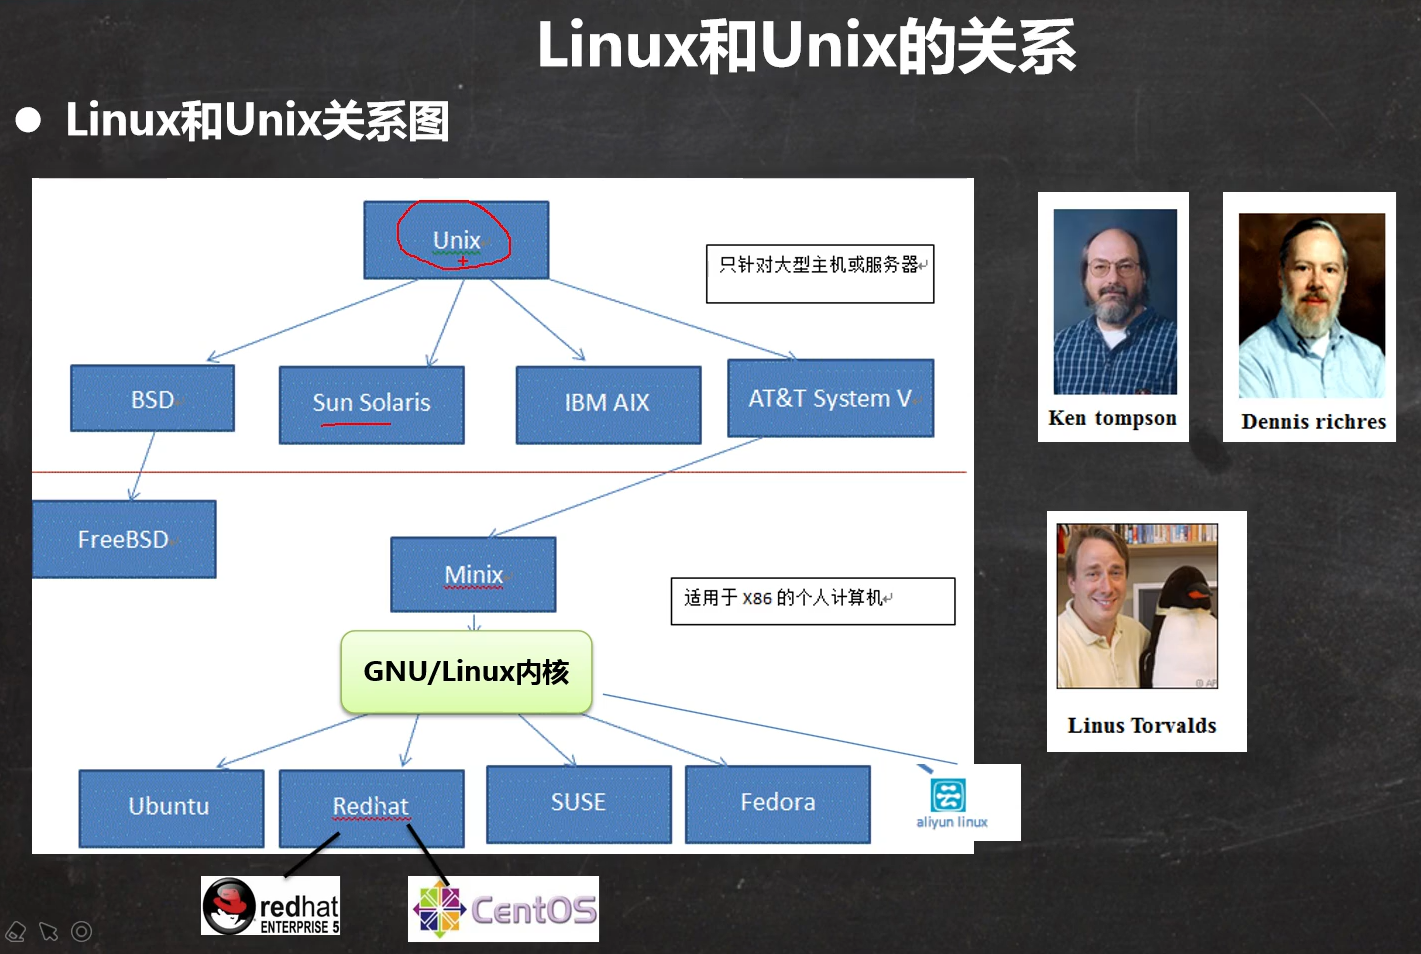 Linux和Unix的关系
Linux和Unix关系图
Unix
只针对大型主机或服务器
BSD
Sun Solaris
IBM AIX
AT&T System V
Ken tompson
Dennis richres
FreeBSD
Minix
适用于 X86 的个人计算机
GNU/Linux内核
© AP
Linus Torvalds
Ubuntu
Redhat
SUSE
Fedora
aliyun linux
redhat
ENTERPRISE 5
CentOS